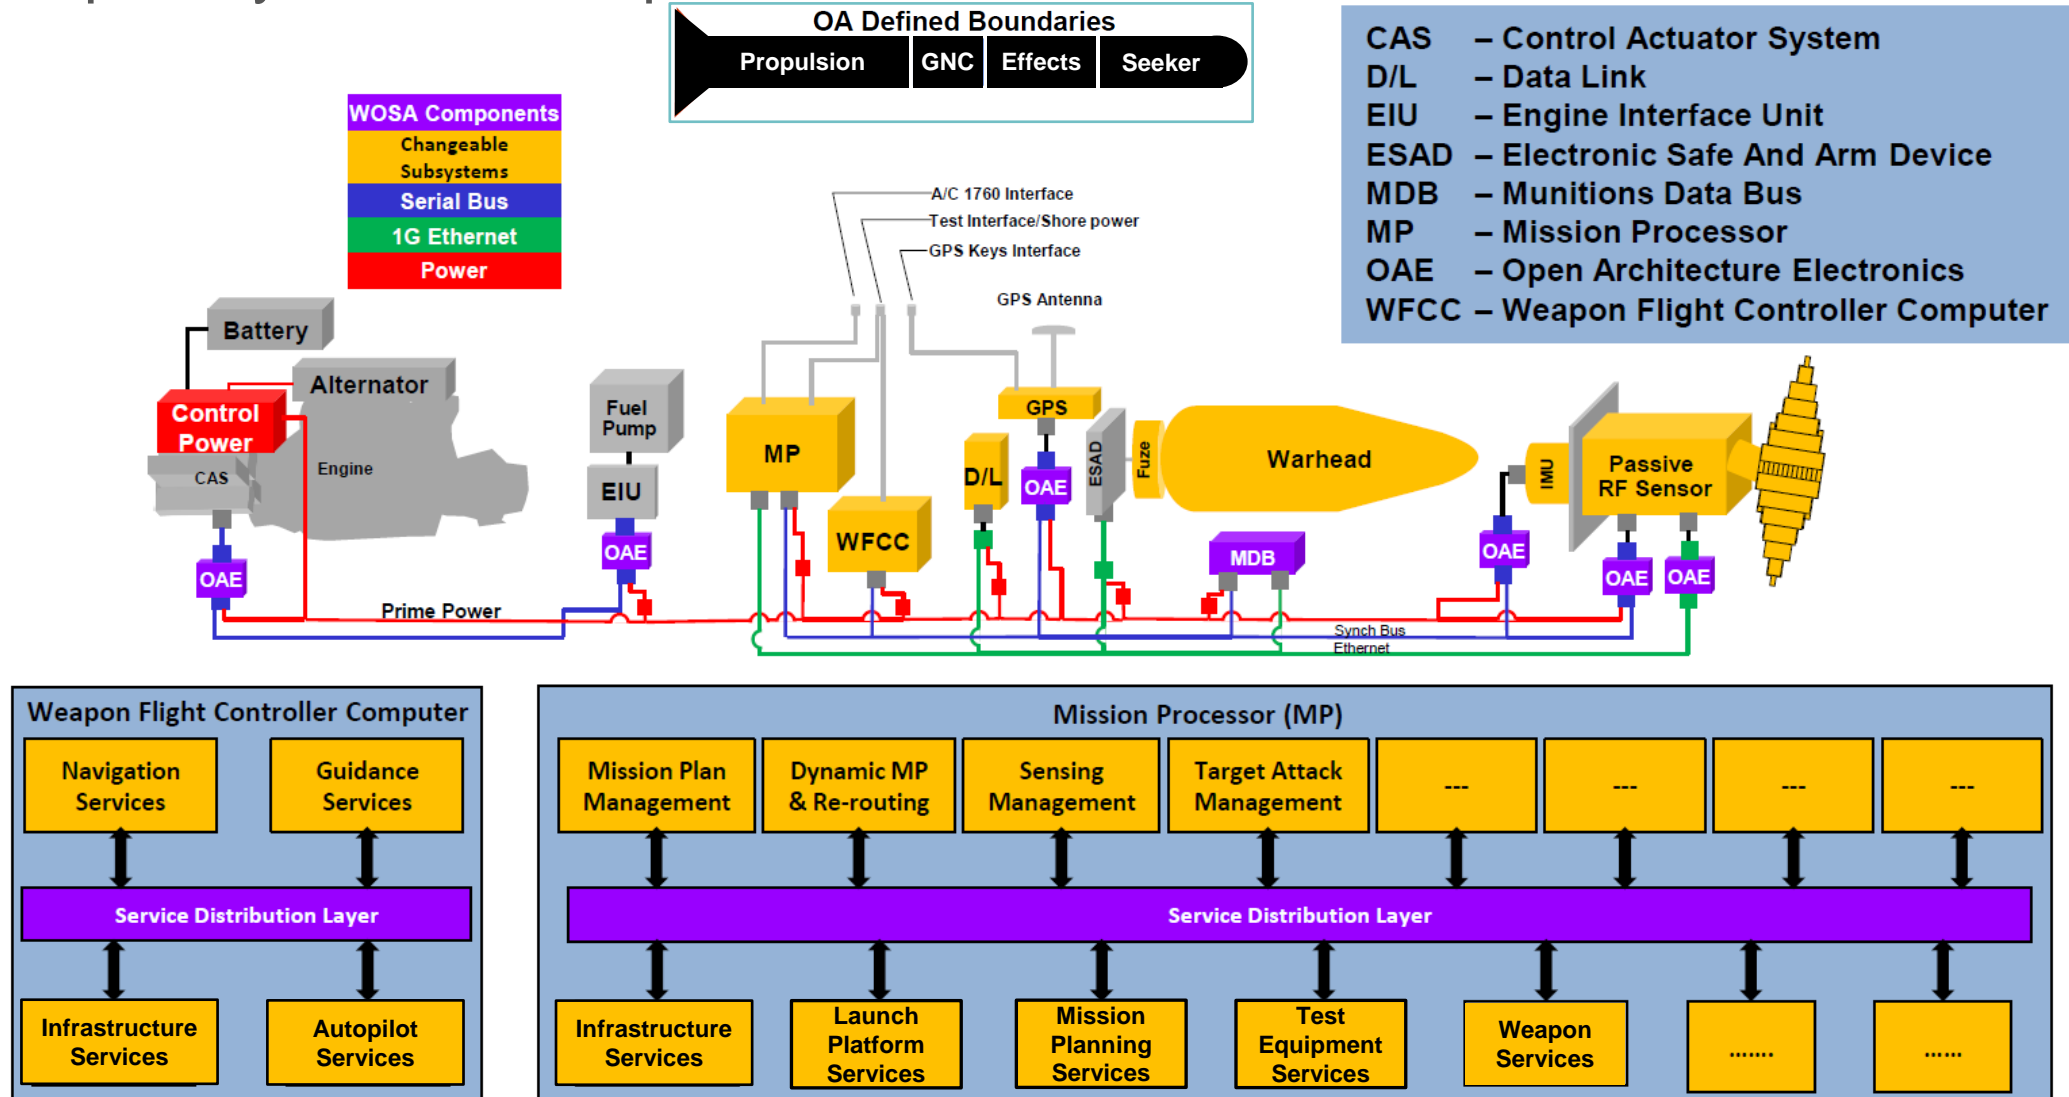 OA Defined Boundaries
Propulsion
GNC
Effects
Seeker
CAS – Control Actuator System
D/L – Data Link
EIU – Engine Interface Unit
ESAD – Electronic Safe And Arm Device
MDB – Munitions Data Bus
MP – Mission Processor
OAE – Open Architecture Electronics
WFCC – Weapon Flight Controller Computer
WOSA Components
Changeable
Subsystems
Serial Bus
1G Ethernet
Power
A/C 1760 Interface
Test Interface/Shore power
GPS Keys Interface
GPS Antenna
Battery
Alternator
Control
Power
CAS
Engine
OAE
Prime Power
Fuel
Pump
EIU
OAE
MP
WFCC
D/L
GPS
OAE
ESAD
Fuze
Warhead
MDB
IMU
Passive
RF Sensor
OAE
OAE
OAE
Synch Bus
Ethernet
Weapon Flight Controller Computer
Navigation
Services
Guidance
Services
Service Distribution Layer
Infrastructure
Services
Autopilot
Services
Mission Processor (MP)
Mission Plan
Management
Dynamic MP
& Re-routing
Sensing
Management
Target Attack
Management
---
---
---
---
Service Distribution Layer
Infrastructure
Services
Launch
Platform
Services
Mission
Planning
Services
Test
Equipment
Services
Weapon
Services
.......
......